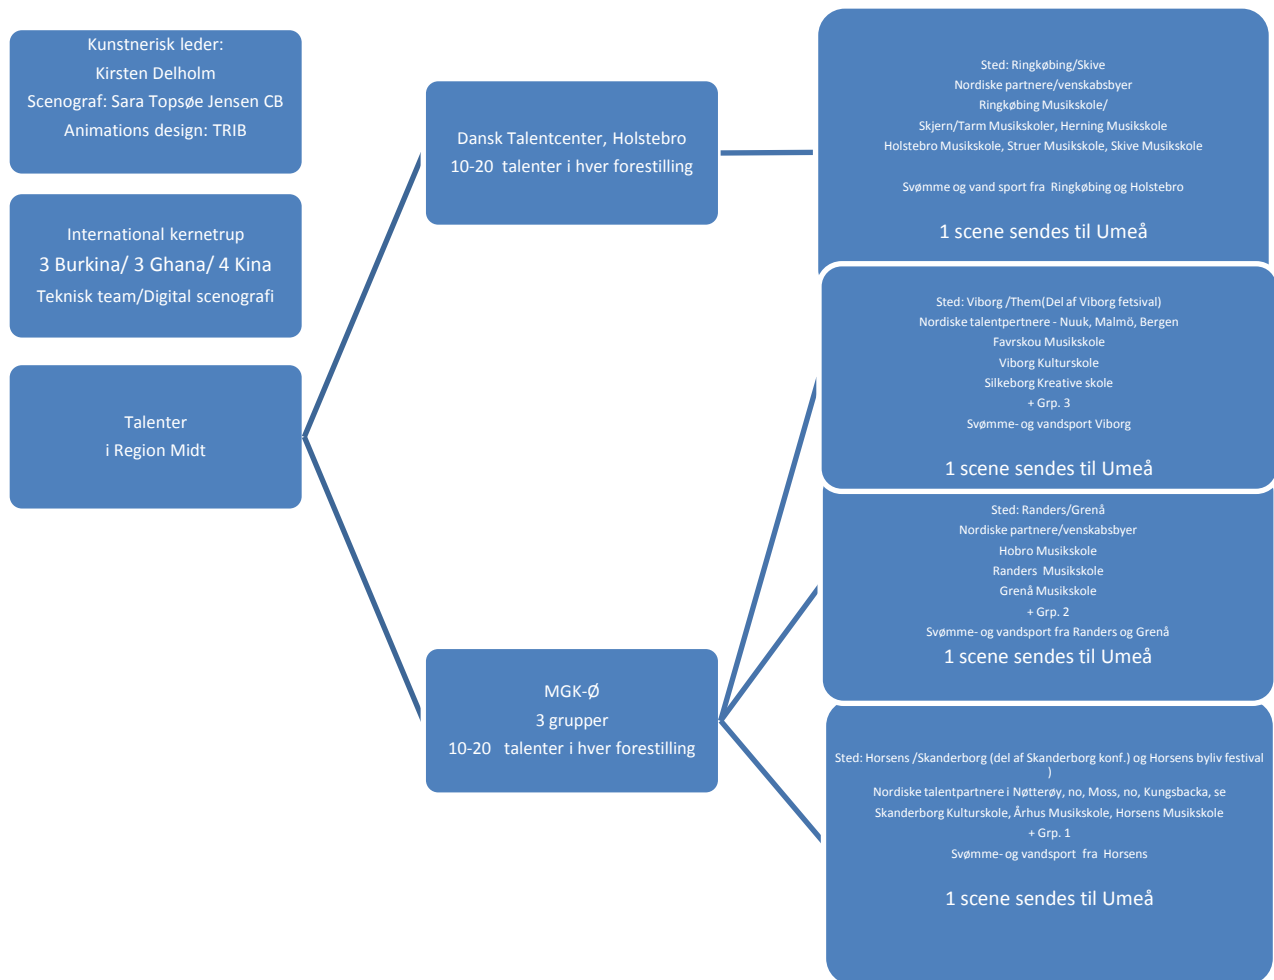 Kunstnerisk leder:
Kirsten Delholm
Scenograf: Sara Topsøe Jensen CB
Animations design: TRIB
International kernetrup
3 Burkina/ 3 Ghana/ 4 Kina
Teknisk team/Digital scenografi
Talenter
i Region Midt
Dansk Talentcenter, Holstebro
10-20 talenter i hver forestilling
MGK-Ø
3 grupper
10-20 talenter i hver forestilling
Sted: Ringkøbing/Skive
Nordiske partnere/venskabsbyer
Ringkøbing Musikskole/
Skjern/Tarm Musikskoler, Herning Musikskole
Holstebro Musikskole, Struer Musikskole, Skive Musikskole
Svømme og vand sport fra Ringkøbing og Holstebro
1 scene sendes til Umeå
Sted: Viborg /Them(Del af Viborg fetsival)
Nordiske talentpertnere - Nuuk, Malmö, Bergen
Favrskou Musikskole
Viborg Kulturskole
Silkeborg Kreative skole
+ Grp. 3
Svømme- og vandsport Viborg
1 scene sendes til Umeå
Sted: Randers/Grenå
Nordiske partnere/venskabsbyer
Hobro Musikskole
Randers Musikskole
Grenå Musikskole
+ Grp. 2
Svømme- og vandsport fra Randers og Grenå
1 scene sendes til Umeå
Sted: Horsens /Skanderborg (del af Skanderborg konf.) og Horsens byliv festival
)
Nordiske talentpartnere i Nøtterøy, no, Moss, no, Kungsbacka, se
Skanderborg Kulturskole, Århus Musikskole, Horsens Musikskole
+ Grp. 1
Svømme- og vandsport fra Horsens
1 scene sendes til Umeå